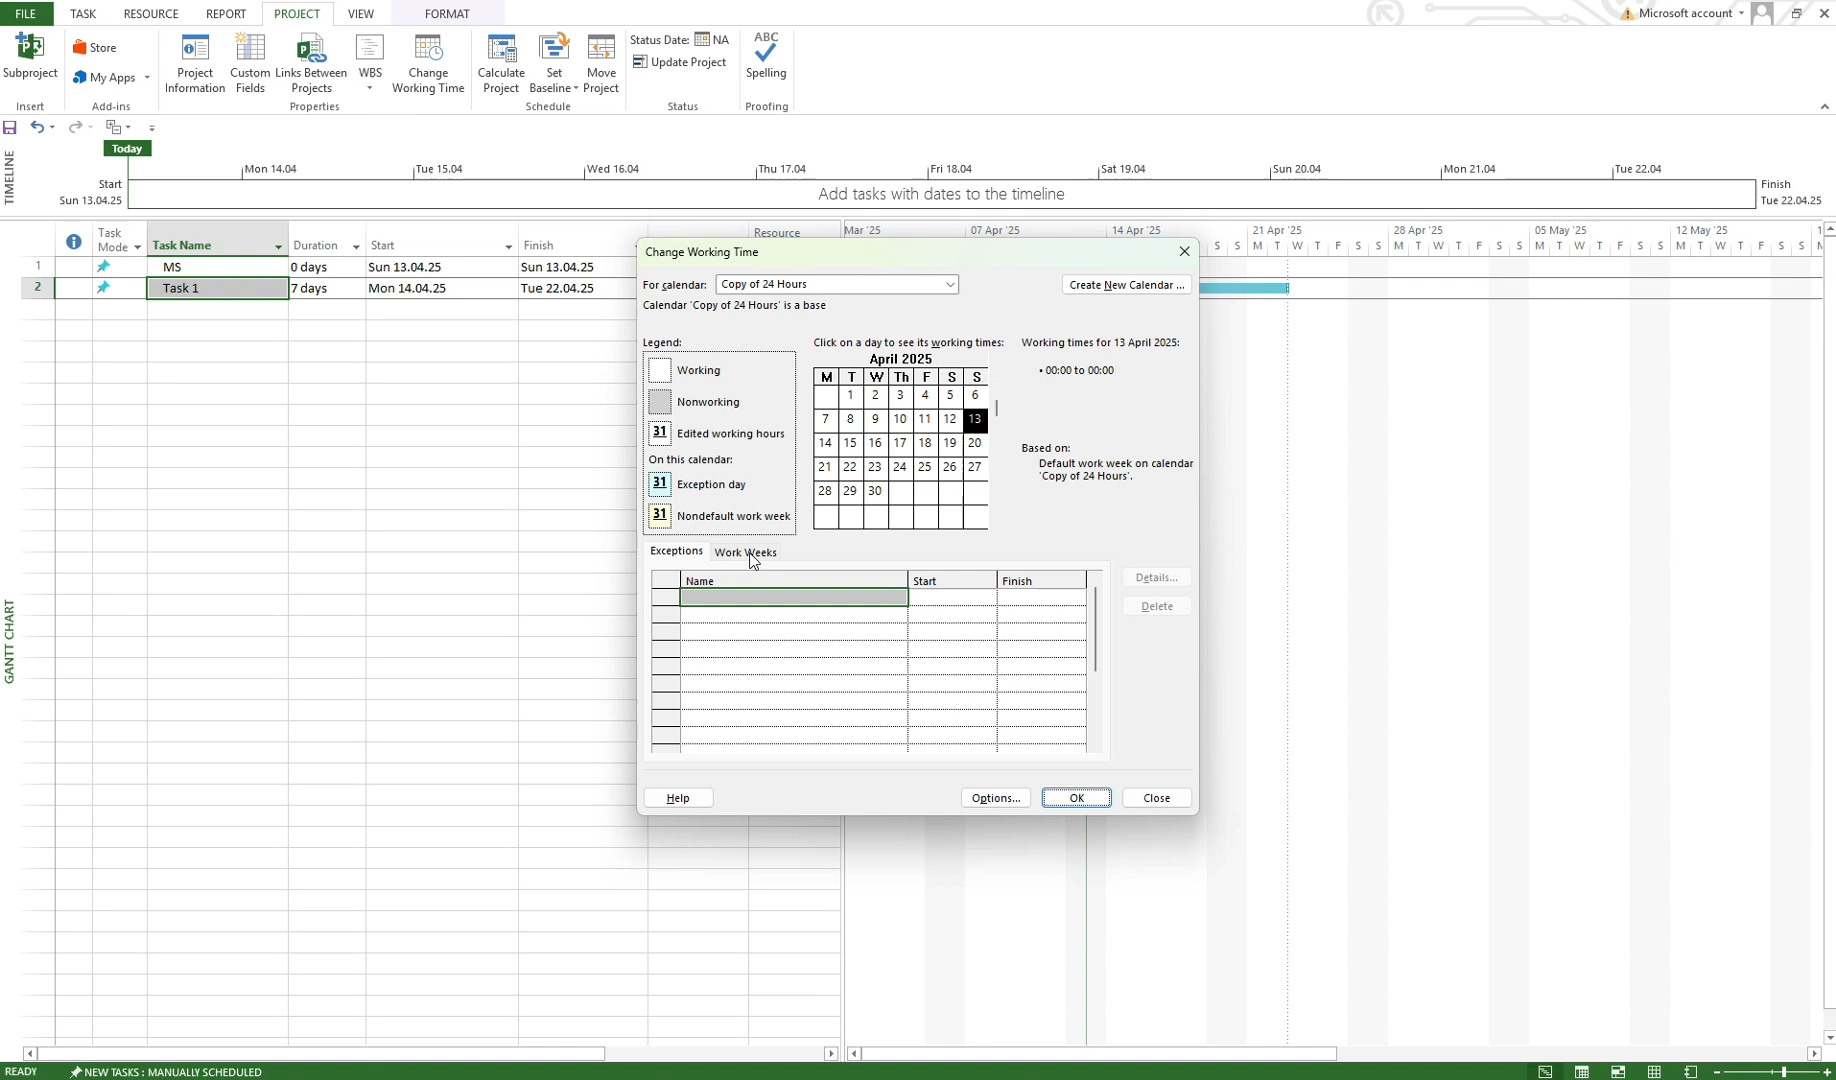 FILE TASK RESOURCE REPORT PROJECT VIEW FORMAT Microsoft account
Subproject
Store
My Apps
Project Information
Custom Fields
Links Between Projects
WBS
Change Working Time
Calculate Project
Set Baseline
Move Project
Status Date: NA
Update Project
ABC
Spelling
Insert Add-ins Properties Schedule Status Proofing
Today
TIMELINE
Mon 14.04 Tue 15.04 Wed 16.04 Thu 17.04 Fri 18.04 Sat 19.04 Sun 20.04 Mon 21.04 Tue 22.04
Start
Sun 13.04.25
Add tasks with dates to the timeline
Finish
Tue 22.04.25
Task Mode Task Name Duration Start Finish Resource
1 MS 0 days Sun 13.04.25 Sun 13.04.25
2 Task 1 7 days Mon 14.04.25 Tue 22.04.25
Mar '25 07 Apr '25 14 Apr '25 21 Apr '25 28 Apr '25 05 May '25 12 May '25
S S M T W T F S S M T W T F S S M T W T F S S M T W T F S S M
GANTT CHART
Change Working Time
For calendar: Copy of 24 Hours
Create New Calendar ...
Calendar 'Copy of 24 Hours' is a base
Legend:
Working
Nonworking
31 Edited working hours
On this calendar:
31 Exception day
31 Nondefault work week
Click on a day to see its working times:
April 2025
M T W Th F S S
1 2 3 4 5 6
7 8 9 10 11 12 13
14 15 16 17 18 19 20
21 22 23 24 25 26 27
28 29 30
Working times for 13 April 2025:
• 00:00 to 00:00
Based on:
Default work week on calendar
'Copy of 24 Hours'.
Exceptions Work Weeks
Name Start Finish
Details...
Delete
Help Options... OK Close
READY NEW TASKS : MANUALLY SCHEDULED